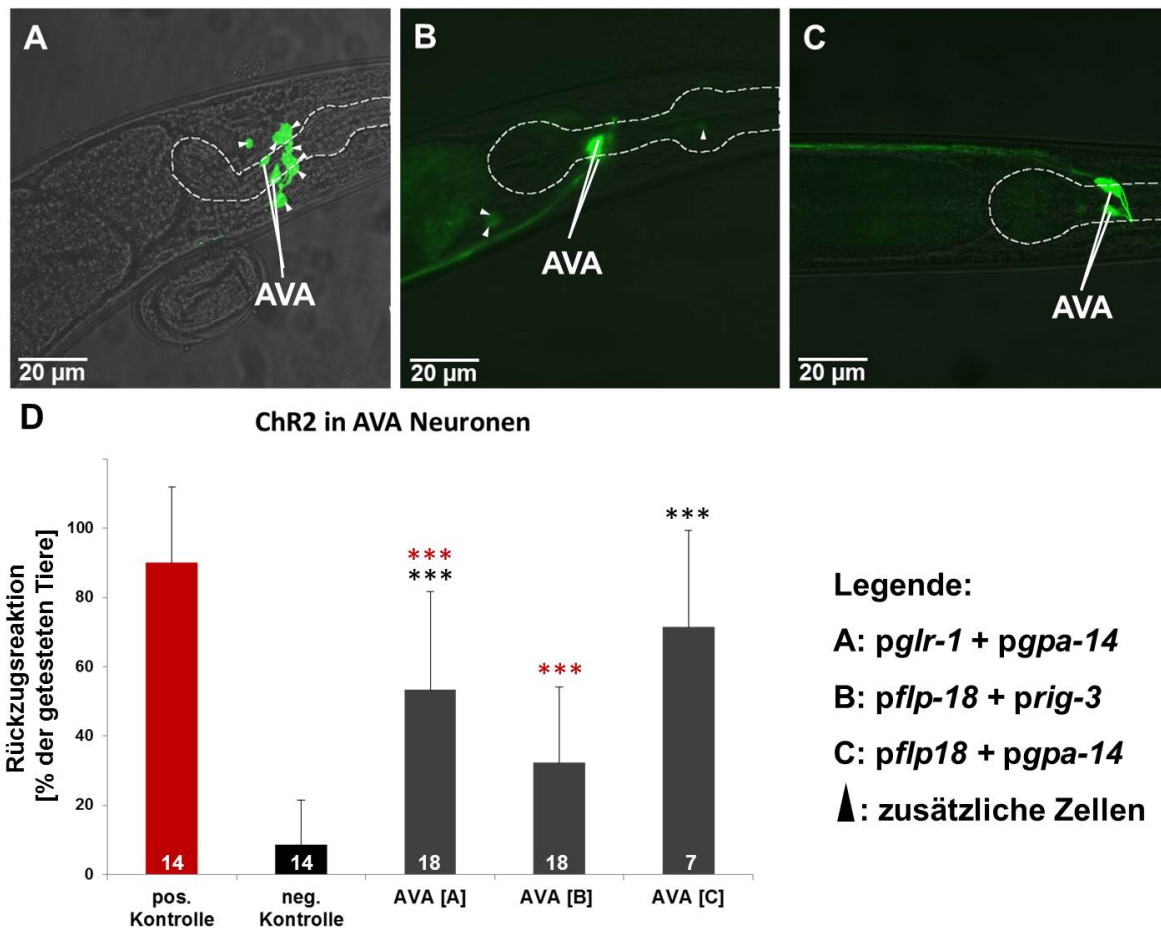 A
B
C
AVA
AVA
AVA
20 µm
20 µm
20 µm
D
ChR2 in AVA Neuronen
Rückzugsreaktion
[% der getesteten Tiere]
100
80
60
40
20
0
***
***
***
***
14
14
18
18
7
pos.
Kontrolle
neg.
Kontrolle
AVA [A]
AVA [B]
AVA [C]
Legende:
A: pglr-1 + pgpa-14
B: pflp-18 + prig-3
C: pflp18 + pgpa-14
: zusätzliche Zellen